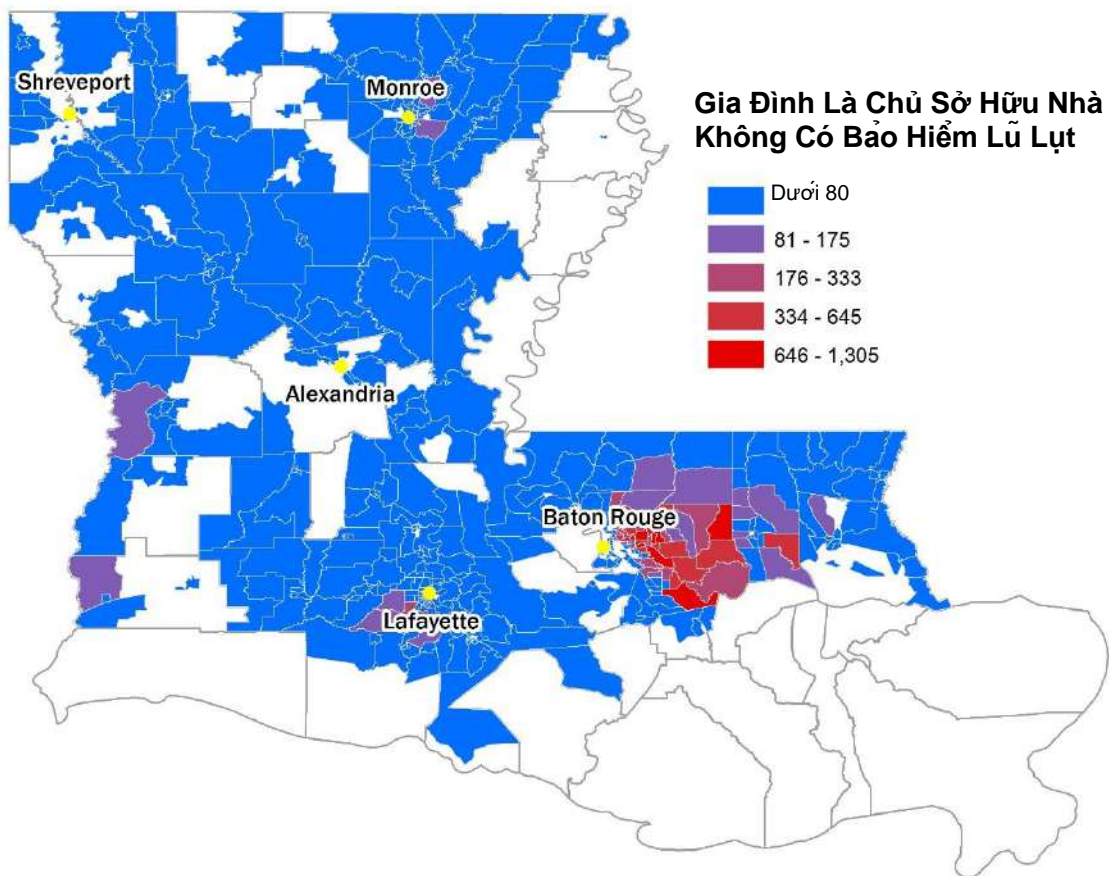 Shreveport
Monroe
Gia Đình Là Chủ Sở Hữu Nhà
Không Có Bảo Hiểm Lũ Lụt
Dưới 80
81 - 175
176 - 333
334 - 645
646 - 1,305
Alexandria
Baton Rouge
Lafayette